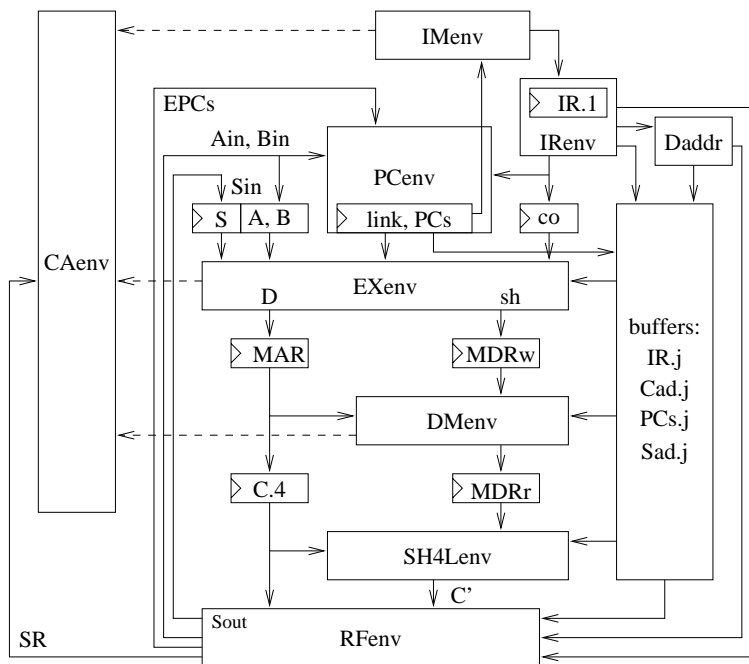 IMenv
EPCs
IR.1
IRenv
Ain, Bin
Daddr
PCenv
Sin
S
A, B
link, PCs
co
CAenv
EXenv
D
sh
buffers:
IR.j
Cad.j
PCs.j
Sad.j
MAR
MDRw
DMenv
C.4
MDRr
SH4Lenv
C'
Sout
RFenv
SR